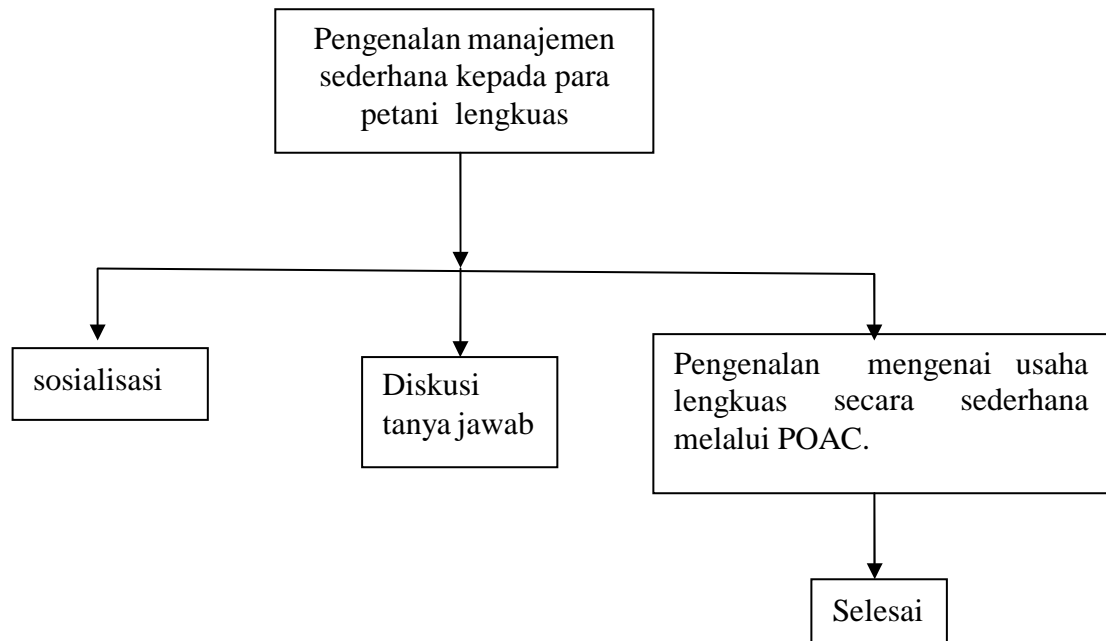 Pengenalan manajemen
sederhana kepada para
petani lengkuas
sosialisasi
Diskusi
tanya jawab
Pengenalan mengenai usaha
lengkuas secara sederhana
melalui POAC.
Selesai